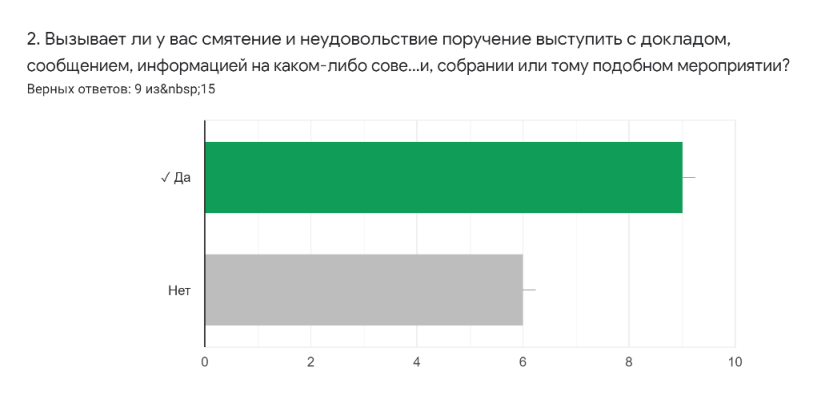 2. Вызывает ли у вас смятение и неудовольствие поручение выступить с докладом,
сообщением, информацией на каком-либо сове...и, собрании или тому подобном мероприятии?
Верных ответов: 9 из&nbsp;15
✓ Да
Нет
0 2 4 6 8 10